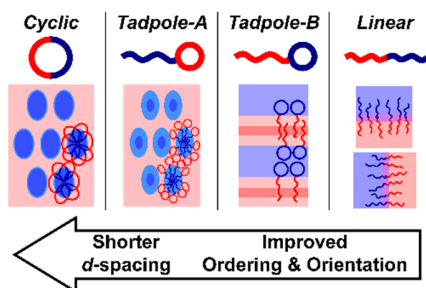 Cyclic
Tadpole-A
Tadpole-B
Linear
Shorter
d-spacing
Improved
Ordering & Orientation